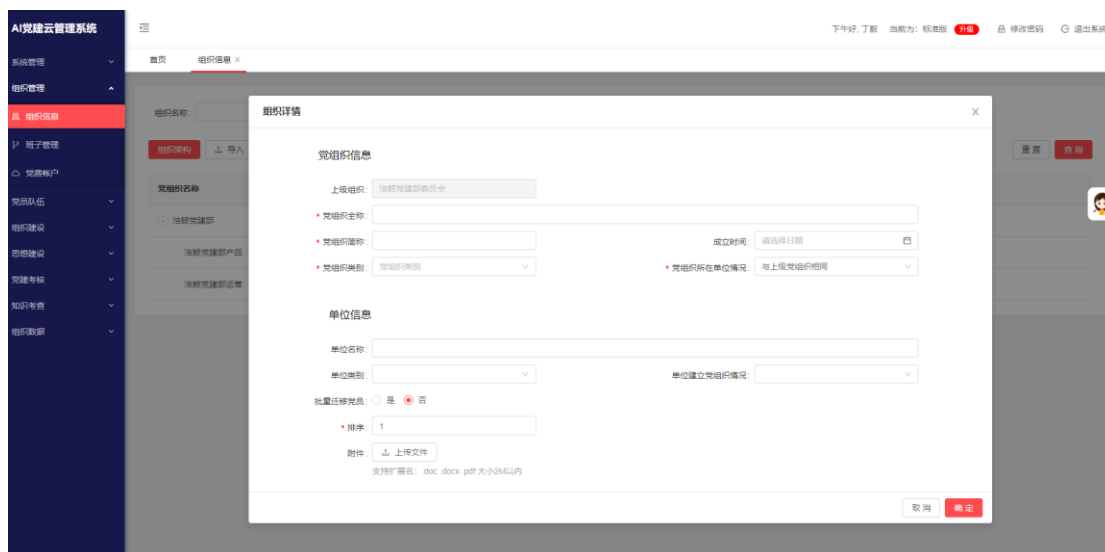 AI党建云管理系统
下午好, 丁毅 当前为: 标准版 升级 修改密码 退出系统
系统管理
首页 组织信息 ×
组织管理
组织信息
组织名称:
组织详情
班子管理
组织架构 导入
重置 查询
党费帐户
党组织信息
党组织名称
上级组织: 浩鲸党建部委员会
党员队伍
* 党组织全称:
浩鲸党建部
组织建设
* 党组织简称: 成立时间: 请选择日期
思想建设
浩鲸党建部产品
* 党组织类别: 党组织类别 * 党组织所在单位情况: 与上级党组织相同
党建考核
浩鲸党建部运营
知识考查
单位信息
组织数据
单位名称:
单位类别: 单位建立党组织情况:
批量迁移党员: 是 否
* 排序: 1
附件: 上传文件
支持扩展名: .doc .docx .pdf 大小2M以内
取消 确定